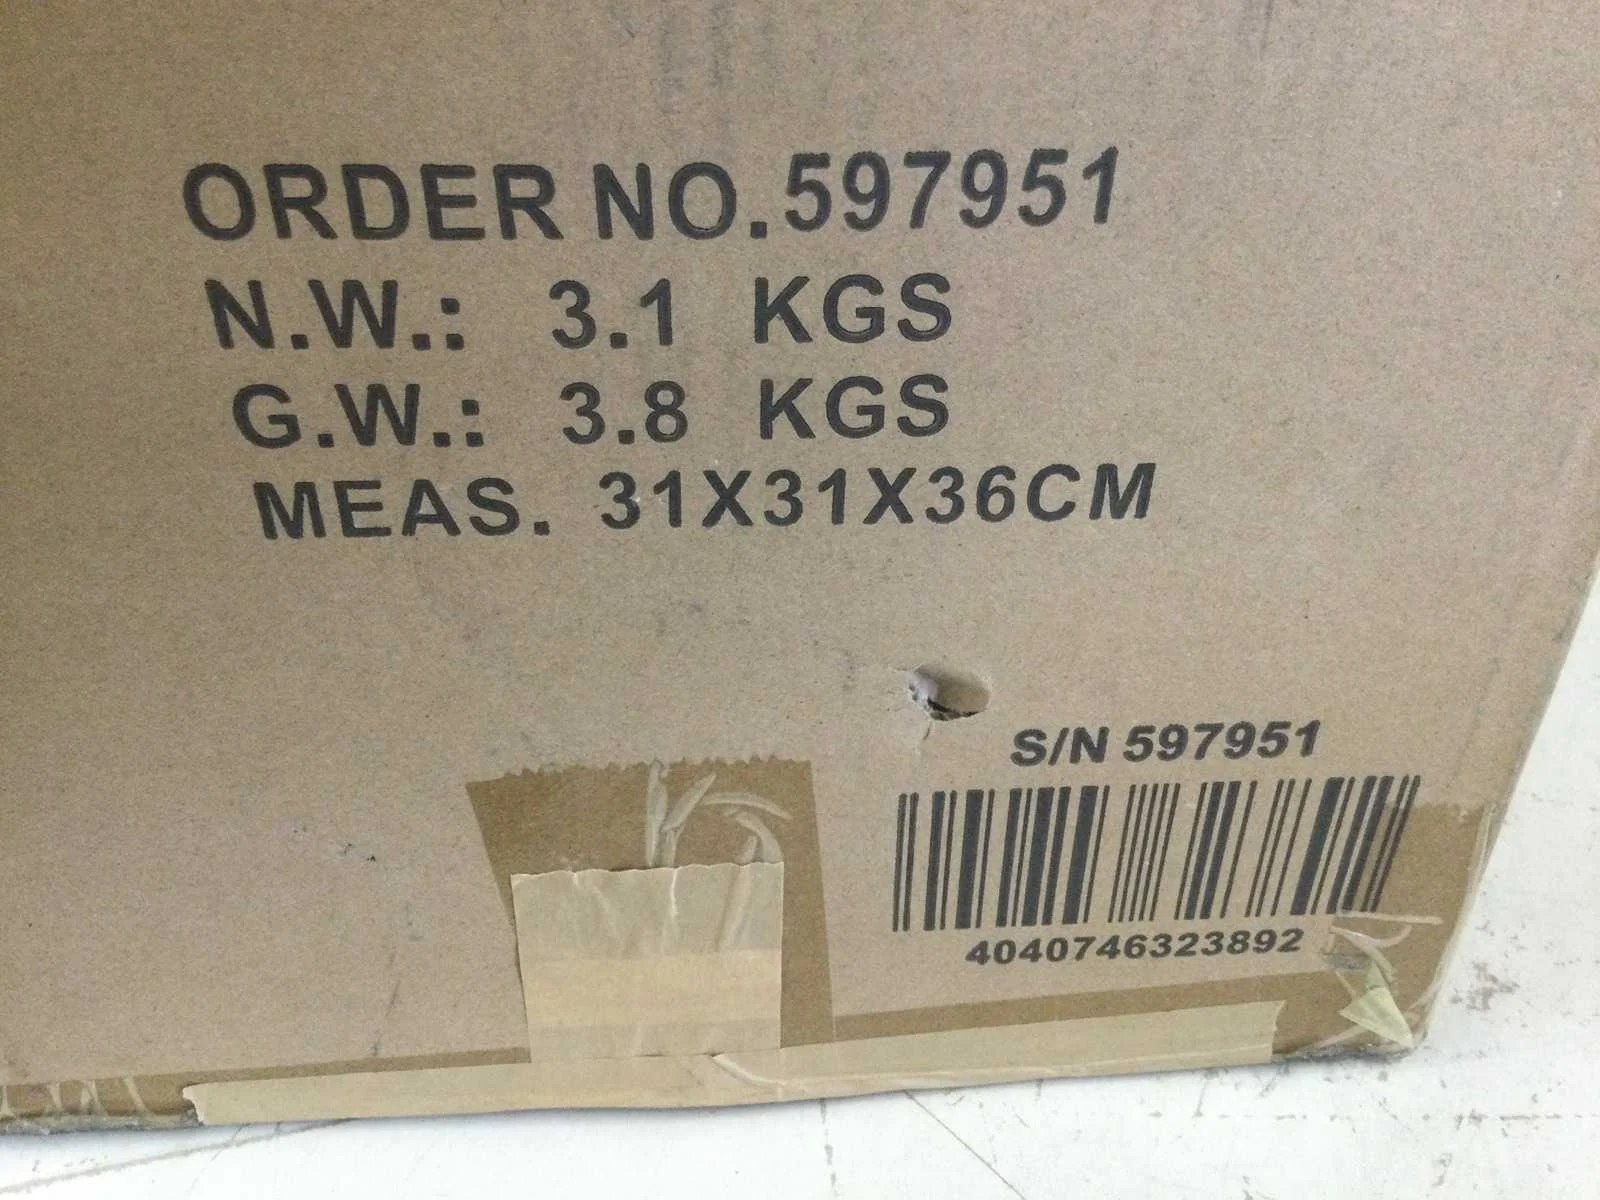 ORDER NO.597951
N.W.: 3.1 KGS
G.W.: 3.8 KGS
MEAS. 31X31X36CM
S/N 597951
4040746323892